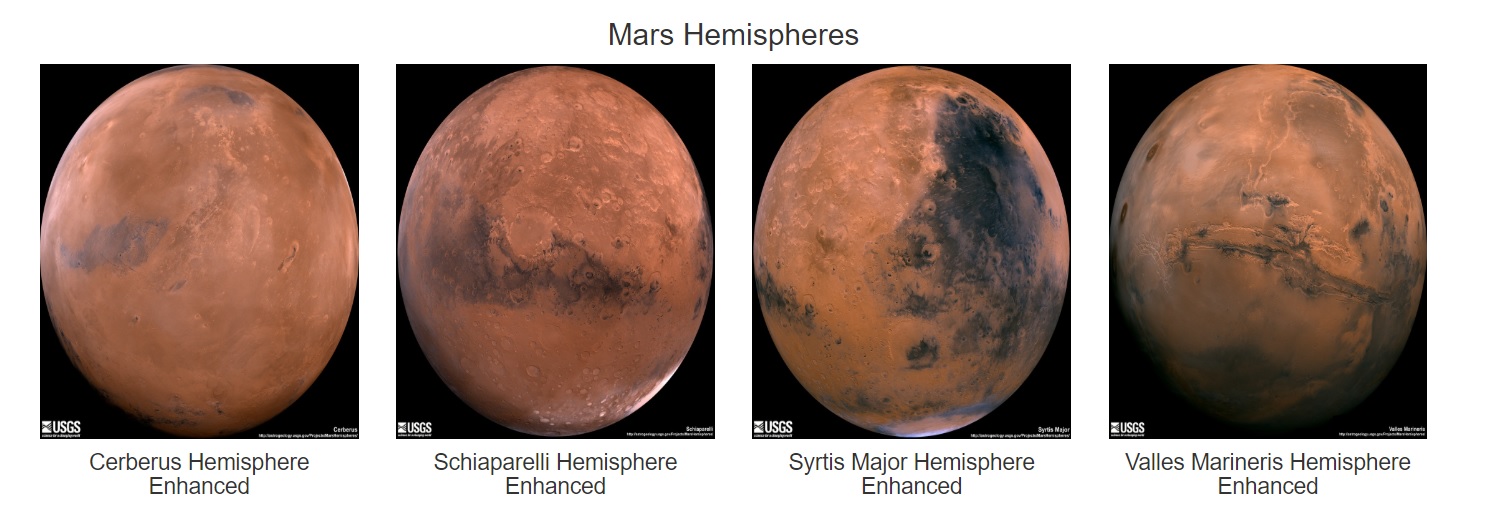 Mars Hemispheres
USGS
Cerberus
USGS
Schiaparelli
USGS
Syrtis Major
USGS
Valles Marineris
Cerberus Hemisphere
Enhanced
Schiaparelli Hemisphere
Enhanced
Syrtis Major Hemisphere
Enhanced
Valles Marineris Hemisphere
Enhanced